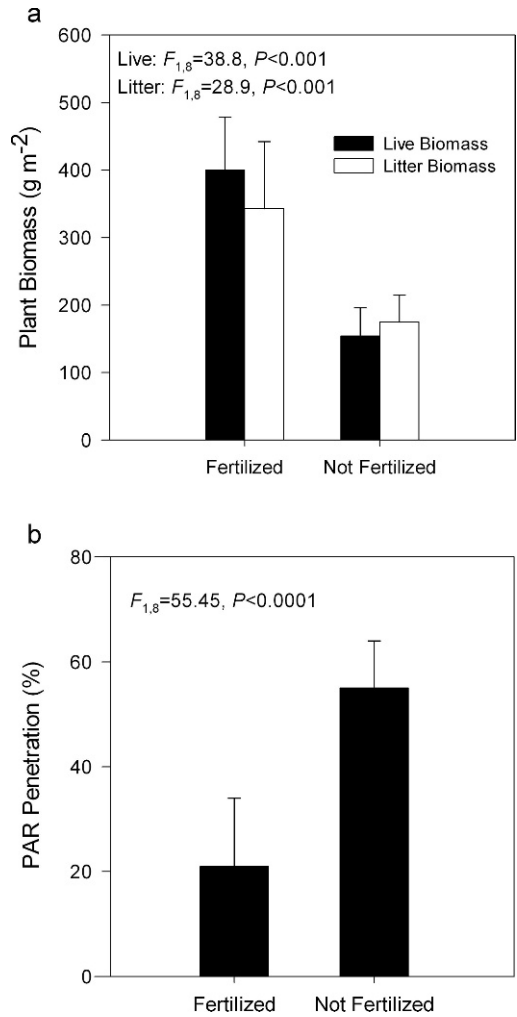 a
600
500
400
300
200
100
0
Plant Biomass (g m-2)
Live: F1,8=38.8, P<0.001
Litter: F1,8=28.9, P<0.001
Live Biomass
Litter Biomass
Fertilized Not Fertilized
b
80
60
40
20
0
PAR Penetration (%)
F1,8=55.45, P<0.0001
Fertilized Not Fertilized